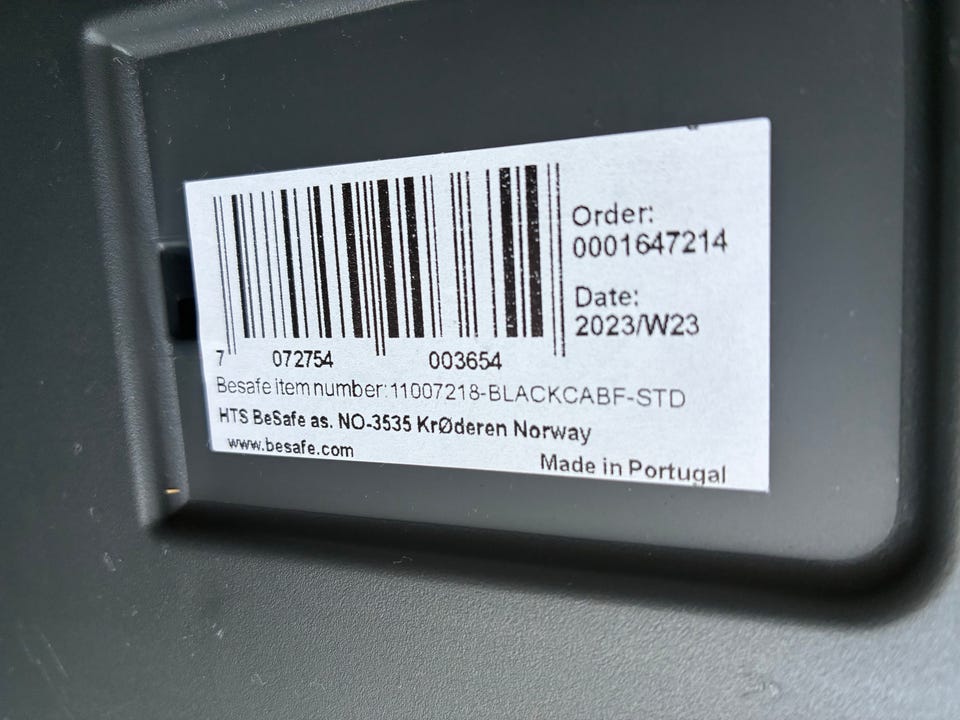 Order:
0001647214
Date:
2023/W23
7 072754 003654
Besafe item number:11007218-BLACKCABF-STD
HTS BeSafe as. NO-3535 KrØderen Norway
www.besafe.com
Made in Portugal